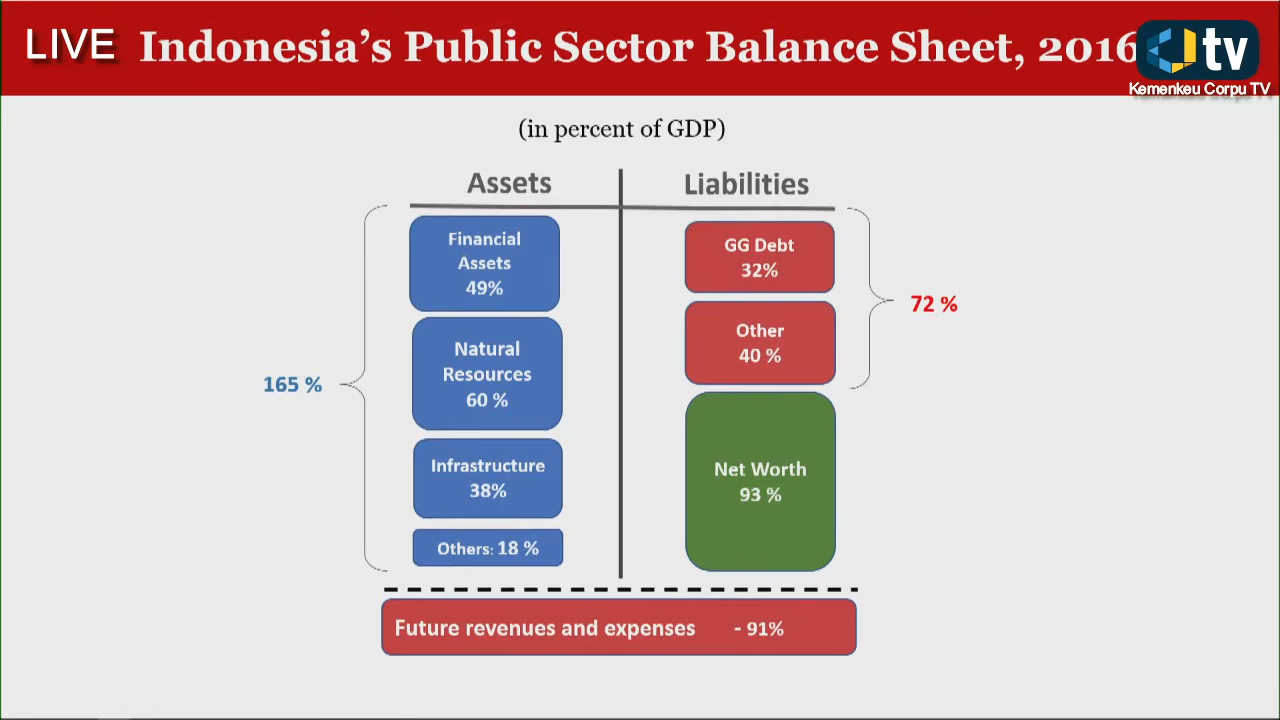 LIVE Indonesia's Public Sector Balance Sheet, 2016
tv
Kemenkeu Corpu TV
(in percent of GDP)
Assets
Liabilities
Financial
Assets
49%
Natural
Resources
60 %
Infrastructure
38%
Others: 18 %
165 %
GG Debt
32%
Other
40 %
72 %
Net Worth
93 %
Future revenues and expenses - 91%